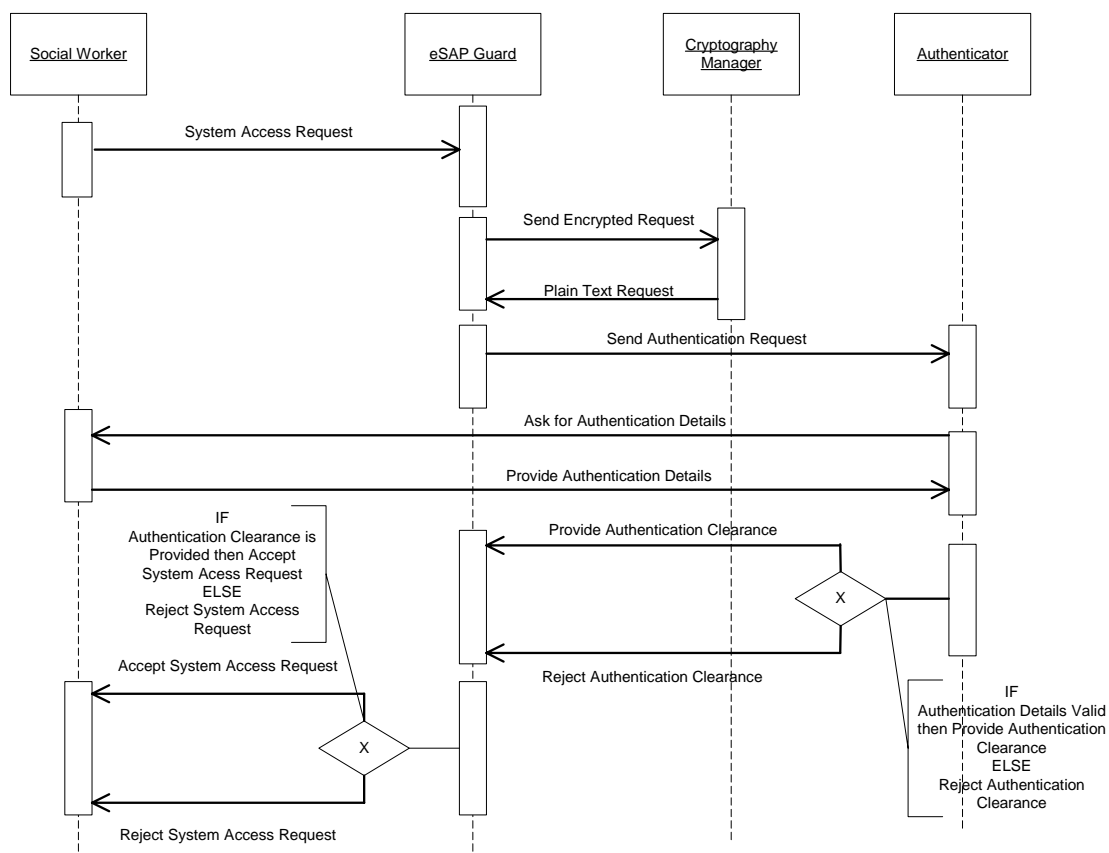 Social Worker
eSAP Guard
Cryptography
Manager
Authenticator
System Access Request
Send Encrypted Request
Plain Text Request
Send Authentication Request
Ask for Authentication Details
Provide Authentication Details
IF
Authentication Clearance is
Provided then Accept
System Acess Request
ELSE
Reject System Access
Request
Provide Authentication Clearance
X
Reject Authentication Clearance
Accept System Access Request
IF
Authentication Details Valid
then Provide Authentication
Clearance
ELSE
Reject Authentication
Clearance
X
Reject System Access Request